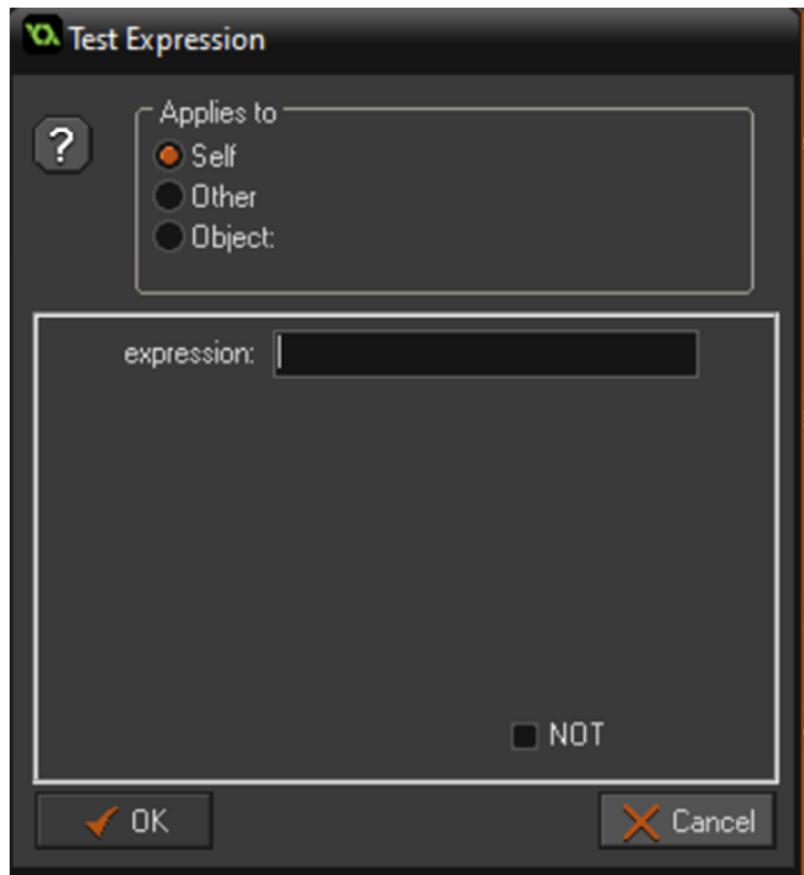 Test Expression
?
Applies to
Self
Other
Object:
expression:
NOT
OK
Cancel